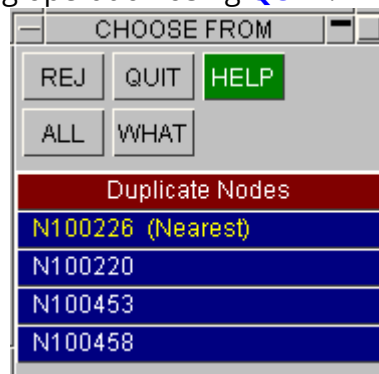 CHOOSE FROM
REJ QUIT HELP
ALL WHAT
Duplicate Nodes
N100226 (Nearest)
N100220
N100453
N100458